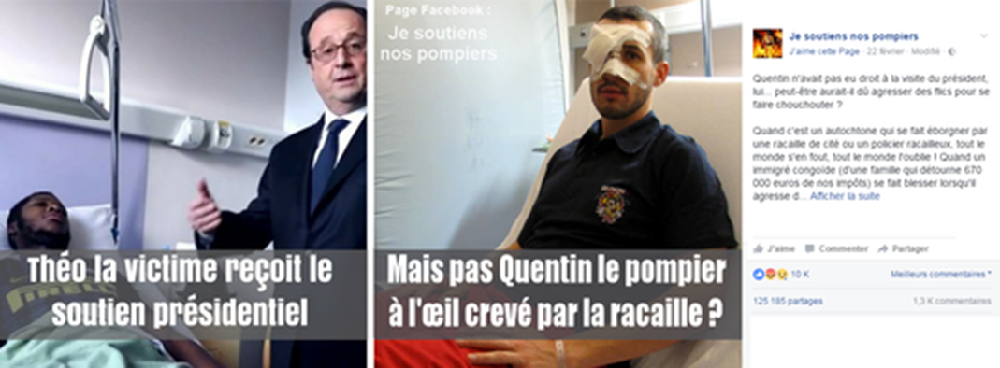 Théo la victime reçoit le
soutien présidentiel
PIRELLI
Page Facebook :
Je soutiens
nos pompiers
Mais pas Quentin le pompier
à l'œil crevé par la racaille ?
Je soutiens nos pompiers
J'aime cette Page · 22 février · Modifié ·
Quentin n'avait pas eu droit à la visite du président,
lui... peut-être aurait-il dû agresser des flics pour se
faire chouchouter ?
Quand c'est un autochtone qui se fait éborgner par
une racaille de cité ou un policier racailleux, tout le
monde s'en fout, tout le monde l'oublie ! Quand un
immigré congoïde (d'une famille qui détourne 670
000 euros de nos impôts) se fait blesser lorsqu'il
agresse d... Afficher la suite
J'aime Commenter Partager
10 K Meilleurs commentaires
125 185 partages 1,3 K commentaires